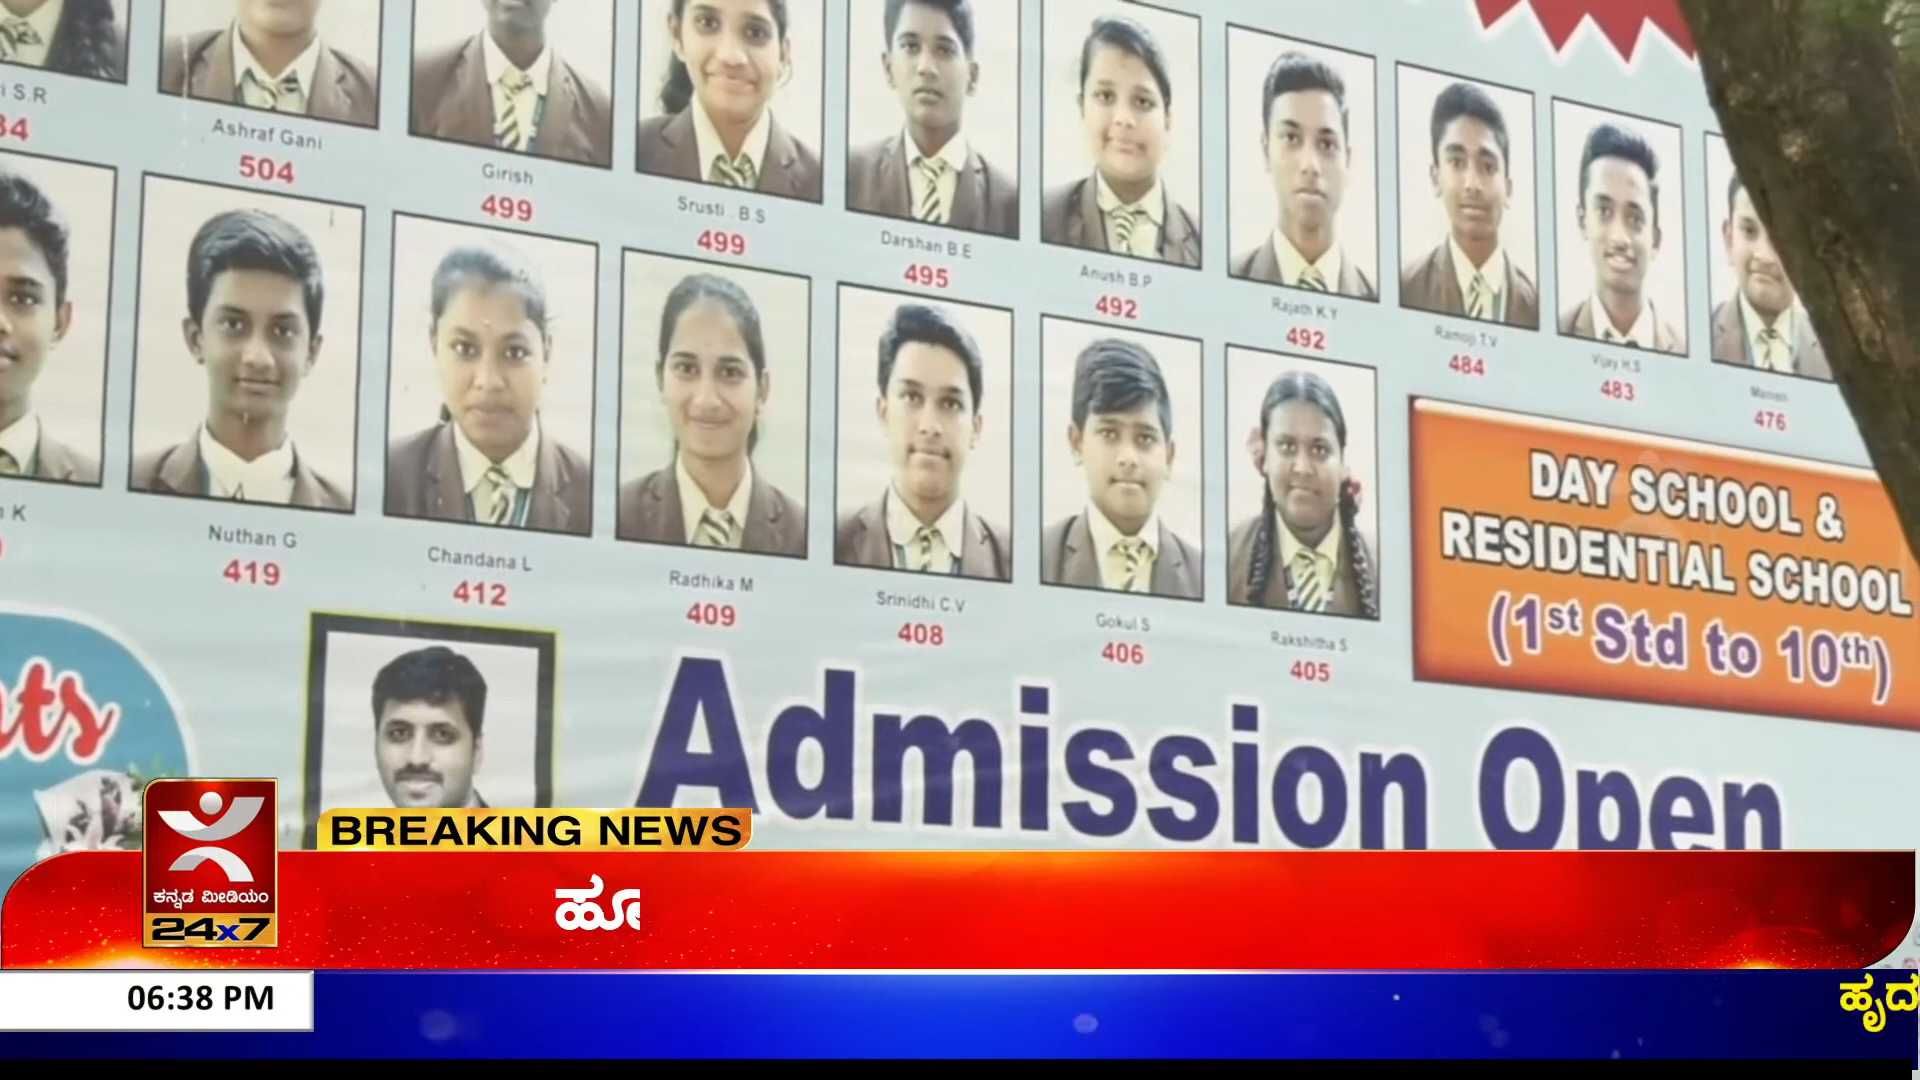 i S.R
34
Ashraf Gani
504
Girish
499
Srusti . B.S
499
Darshan B.E
495
Anush B.P
492
Rajath K.Y
492
Ramoji T.V
484
Vijay H.S
483
476
K
Nuthan G
419
Chandana L
412
Radhika M
409
Srinidhi C.V
408
Gokul S
406
Rakshitha S
405
DAY SCHOOL &
RESIDENTIAL SCHOOL
(1st Std to 10th)
nts
Admission Open
BREAKING NEWS
ಹೂ
ಕನ್ನಡ ಮೀಡಿಯಂ
24x7
06:38 PM
ಹೃದ